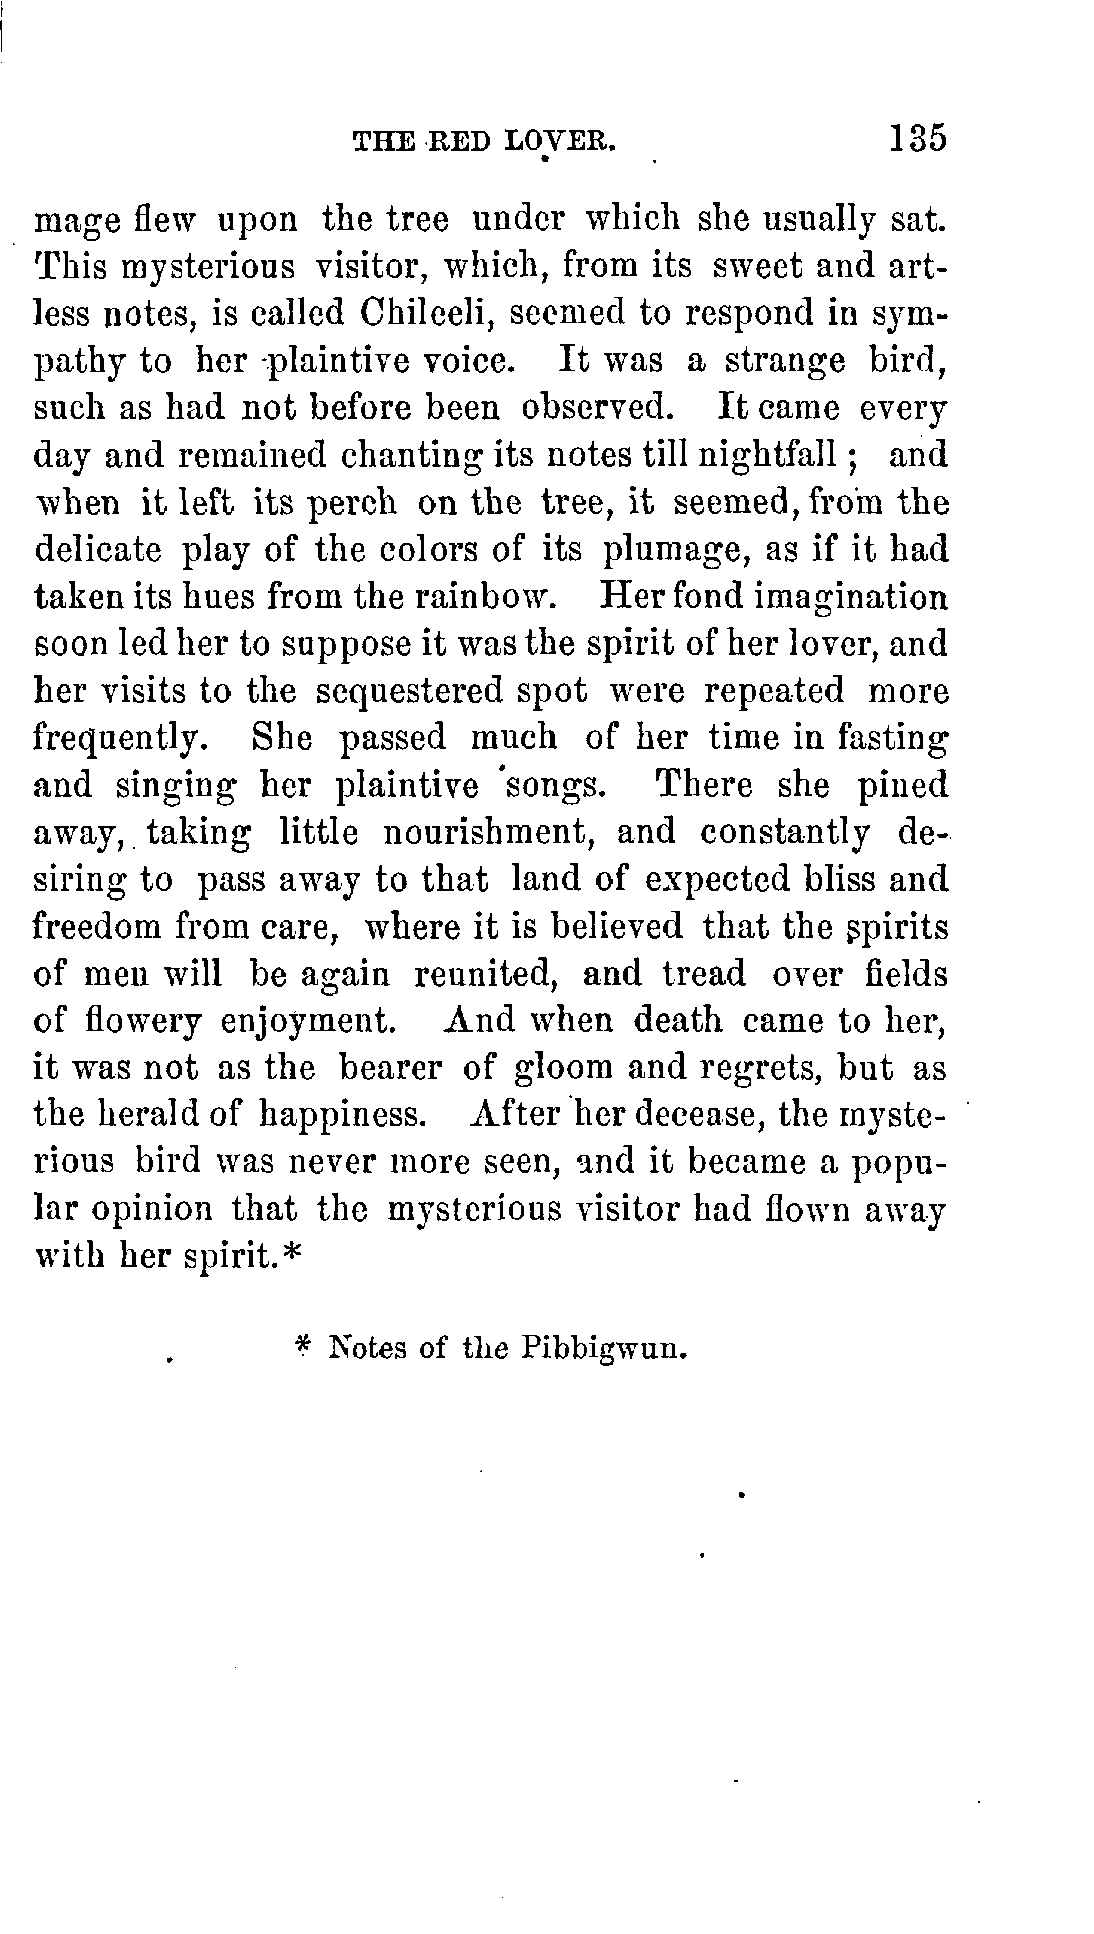 THE RED LOVER. 135
mage flew upon the tree under which she usually sat.
This mysterious visitor, which, from its sweet and art-
less notes, is called Chileeli, seemed to respond in sym-
pathy to her plaintive voice. It was a strange bird,
such as had not before been observed. It came every
day and remained chanting its notes till nightfall ; and
when it left its perch on the tree, it seemed, from the
delicate play of the colors of its plumage, as if it had
taken its hues from the rainbow. Her fond imagination
soon led her to suppose it was the spirit of her lover, and
her visits to the sequestered spot were repeated more
frequently. She passed much of her time in fasting
and singing her plaintive songs. There she pined
away, taking little nourishment, and constantly de-
siring to pass away to that land of expected bliss and
freedom from care, where it is believed that the spirits
of men will be again reunited, and tread over fields
of flowery enjoyment. And when death came to her,
it was not as the bearer of gloom and regrets, but as
the herald of happiness. After her decease, the myste-
rious bird was never more seen, and it became a popu-
lar opinion that the mysterious visitor had flown away
with her spirit.*
* Notes of the Pibbigwun.